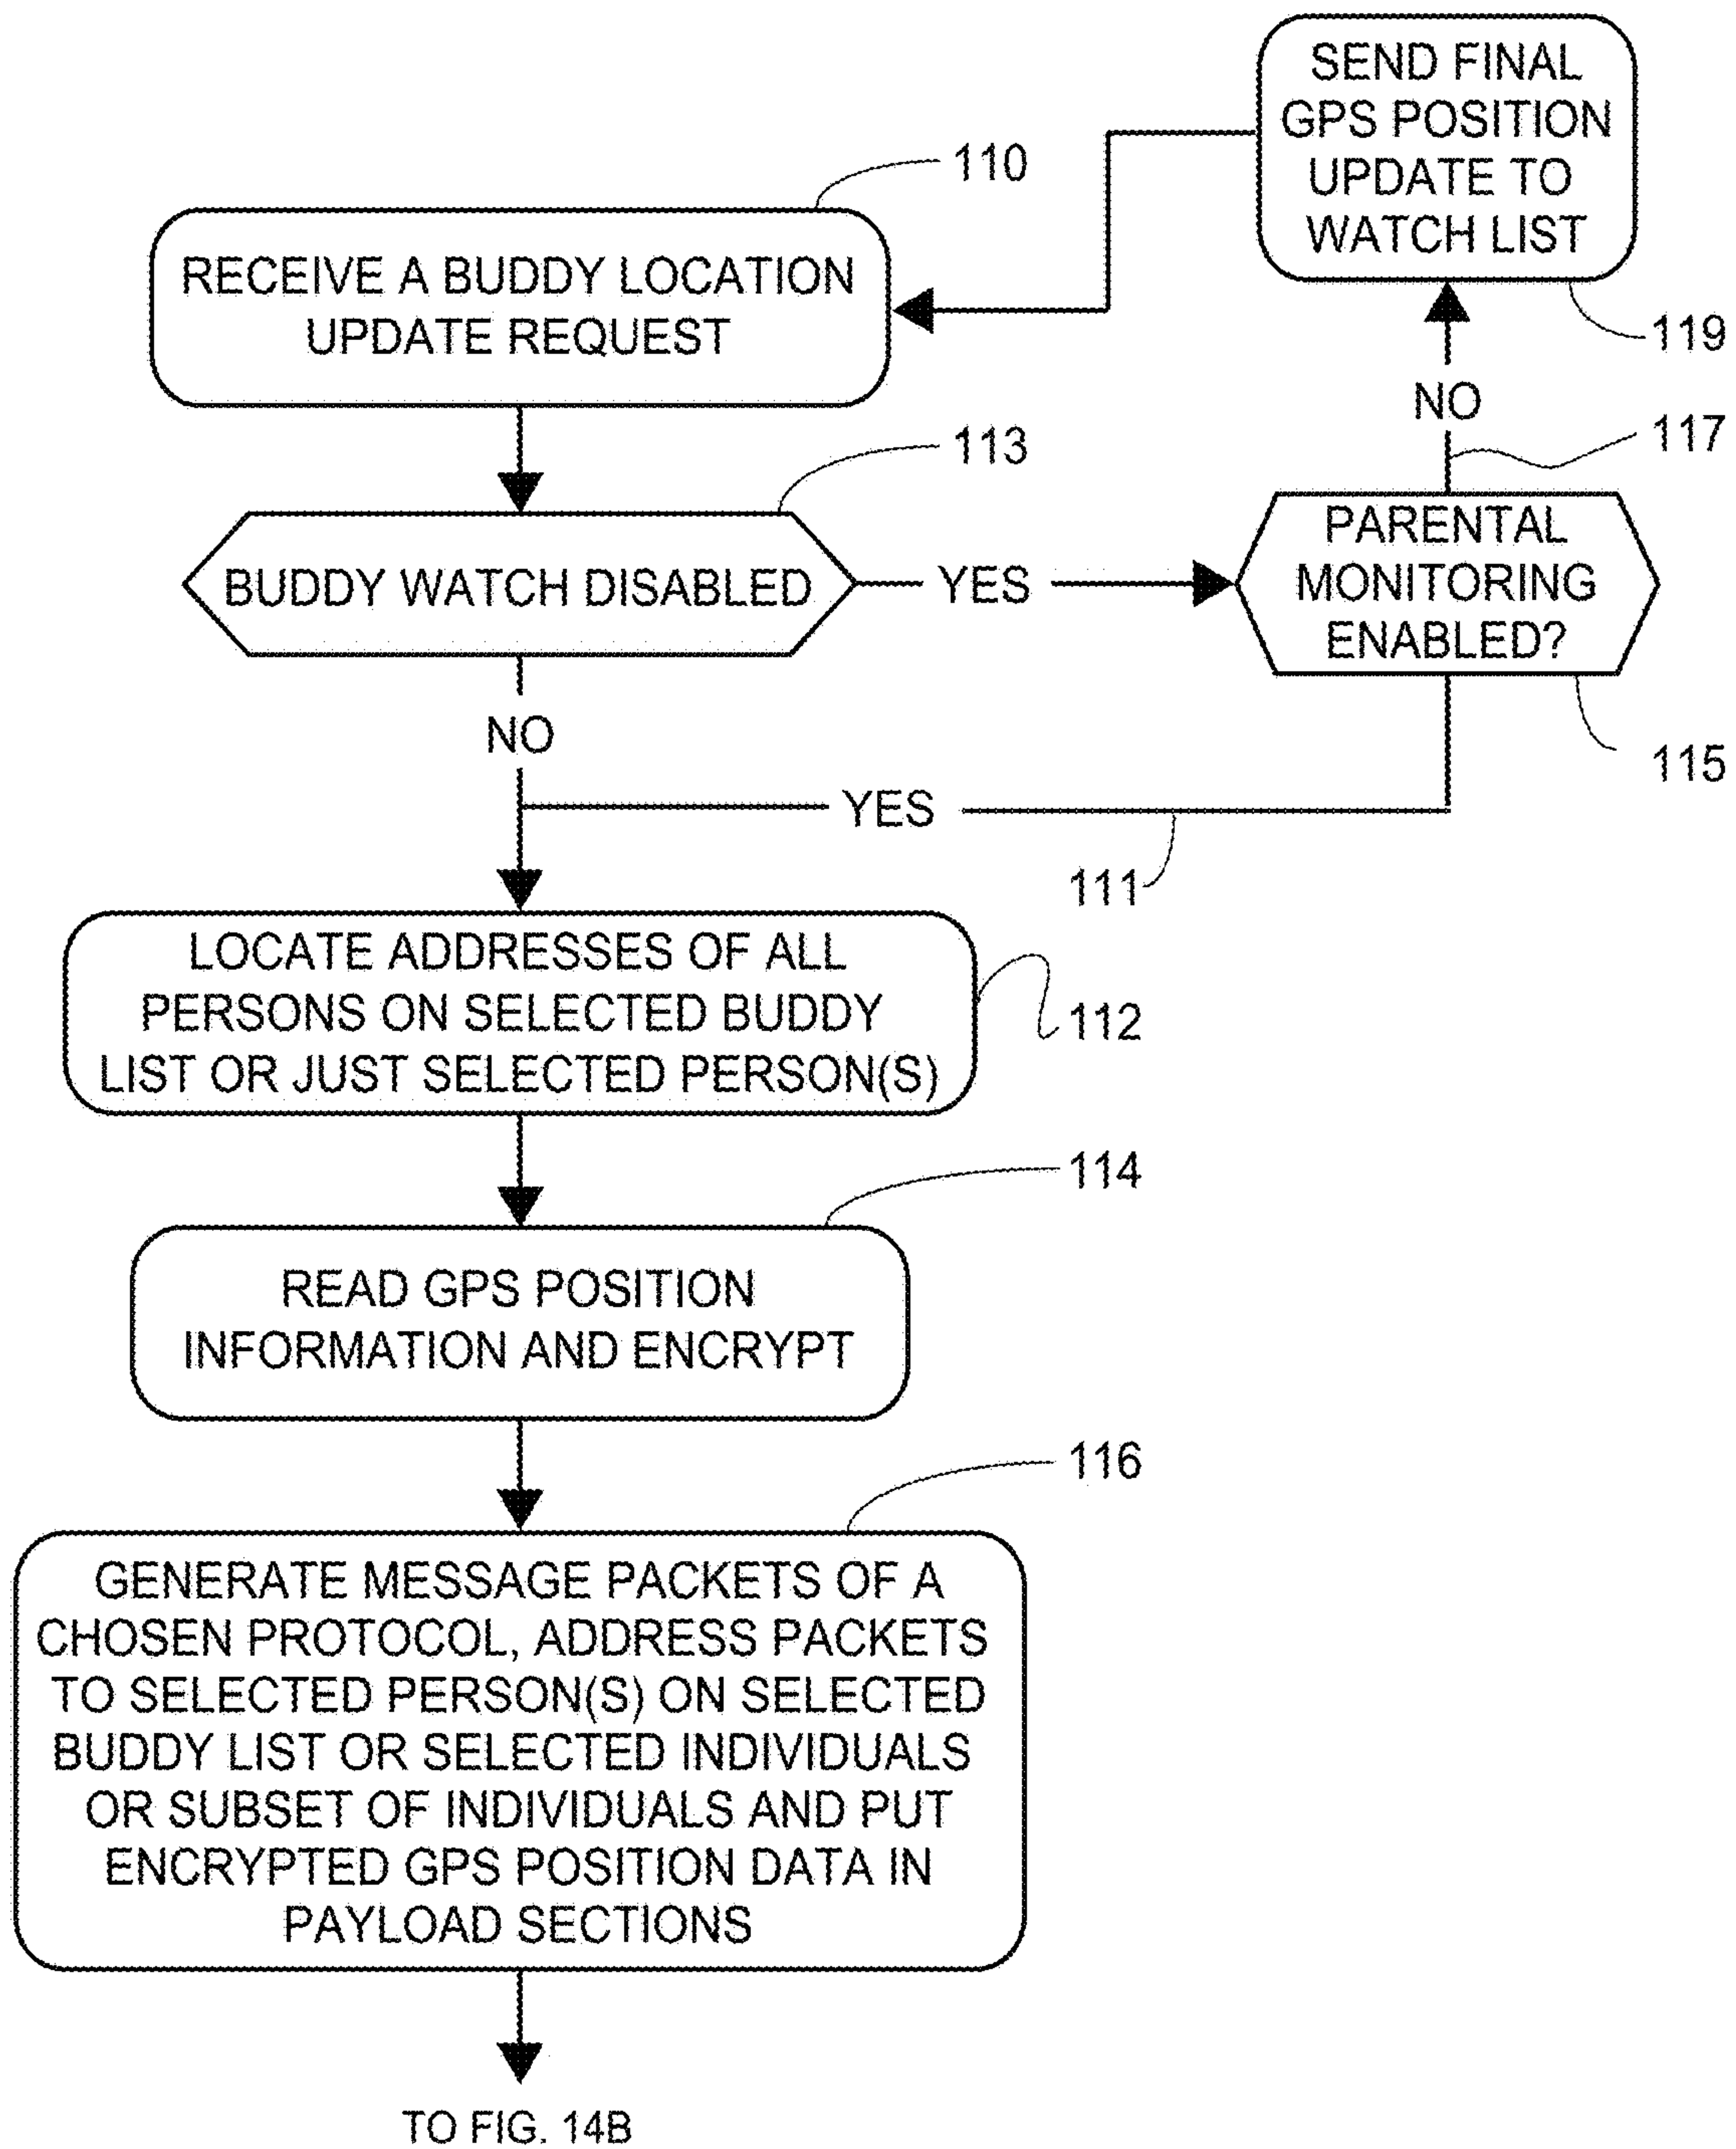 SEND FINAL
GPS POSITION
UPDATE TO
WATCH LIST
119
110
RECEIVE A BUDDY LOCATION
UPDATE REQUEST
NO
117
113
BUDDY WATCH DISABLED
YES
PARENTAL
MONITORING
ENABLED?
115
NO
YES
111
LOCATE ADDRESSES OF ALL
PERSONS ON SELECTED BUDDY
LIST OR JUST SELECTED PERSON(S)
112
114
READ GPS POSITION
INFORMATION AND ENCRYPT
116
GENERATE MESSAGE PACKETS OF A
CHOSEN PROTOCOL, ADDRESS PACKETS
TO SELECTED PERSON(S) ON SELECTED
BUDDY LIST OR SELECTED INDIVIDUALS
OR SUBSET OF INDIVIDUALS AND PUT
ENCRYPTED GPS POSITION DATA IN
PAYLOAD SECTIONS
TO FIG. 14B